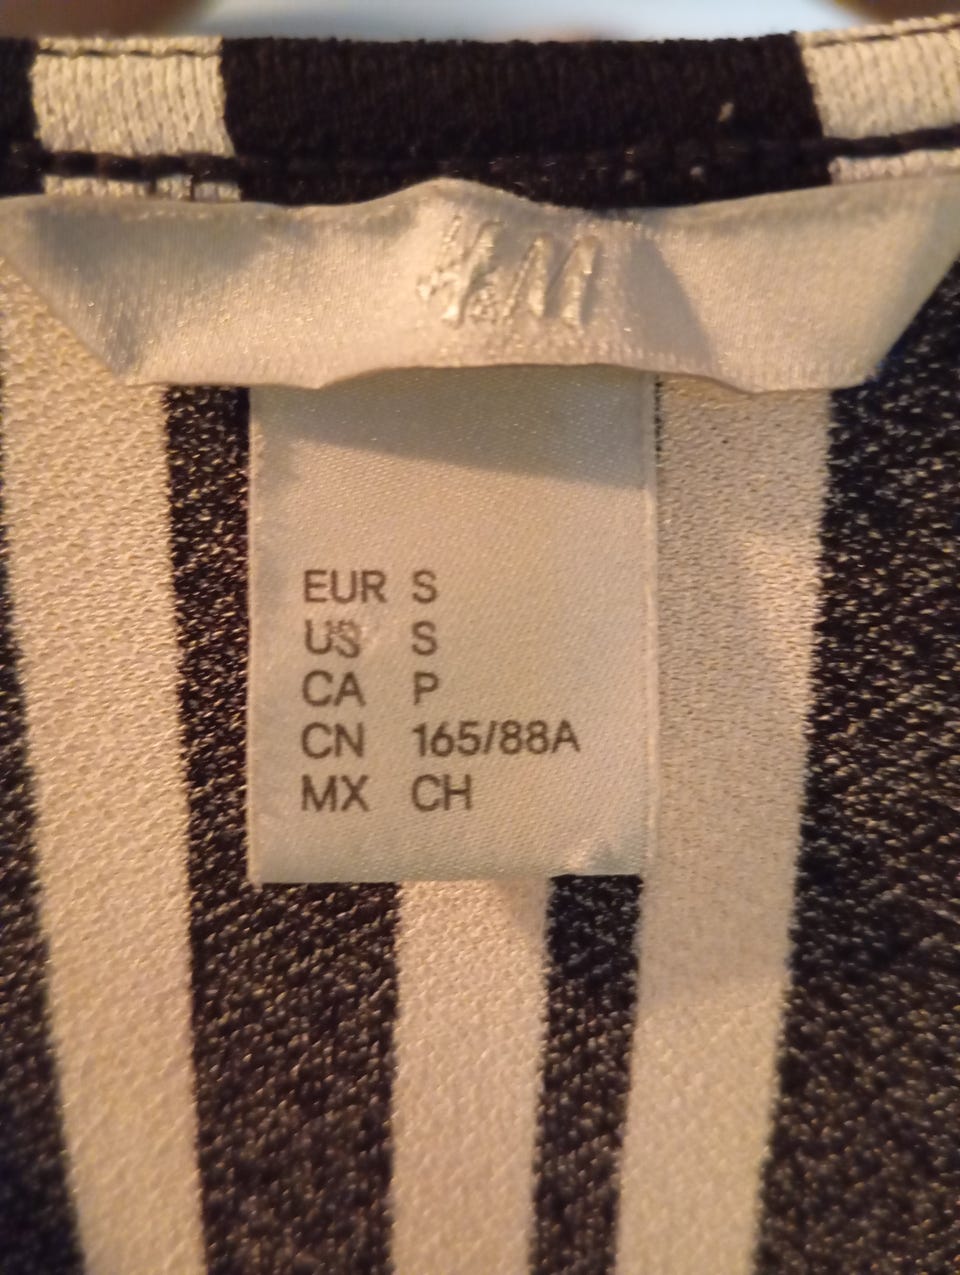 H&M
EUR S
US S
CA P
CN 165/88A
MX CH